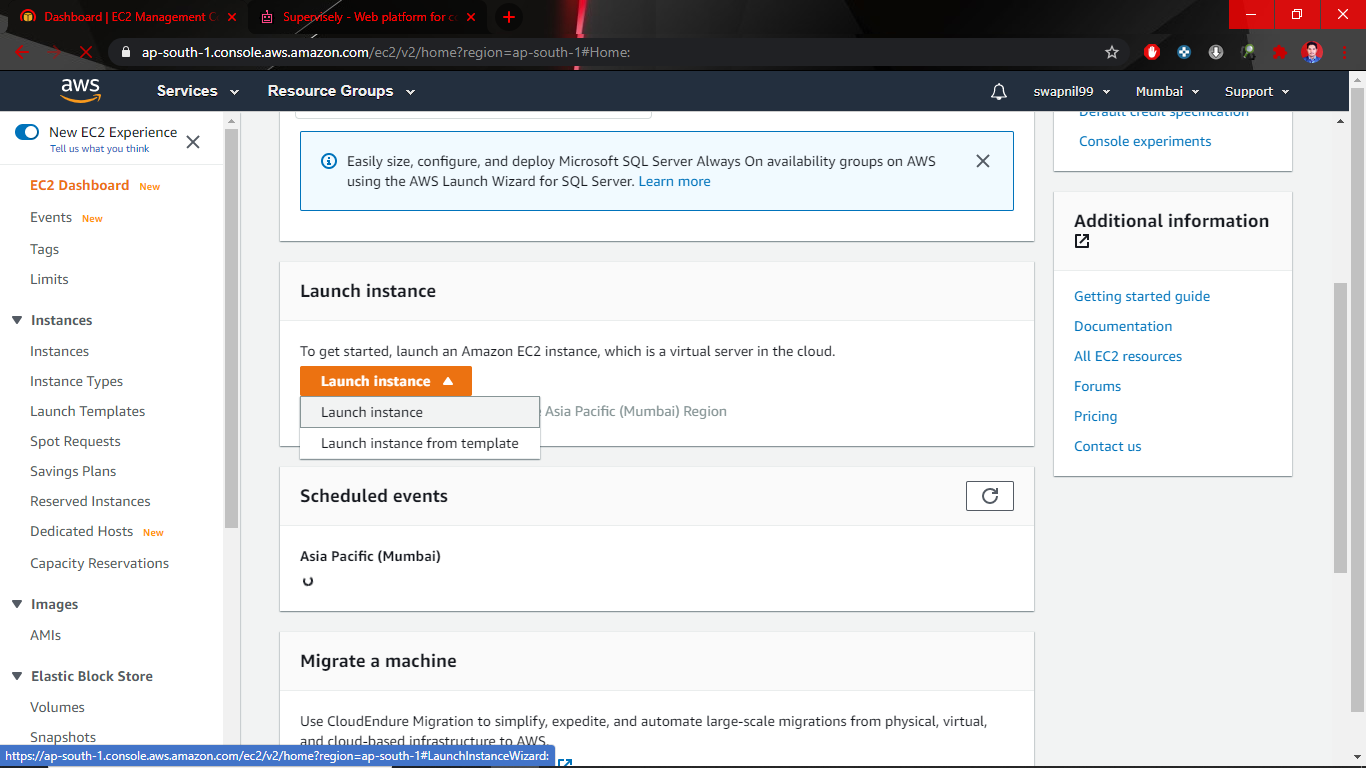 Dashboard | EC2 Management C
Supervisely - Web platform for c
ap-south-1.console.aws.amazon.com/ec2/v2/home?region=ap-south-1#Home:
aws
Services
Resource Groups
swapnil99
Mumbai
Support
New EC2 Experience
Tell us what you think
EC2 Dashboard New
Events New
Tags
Limits
Instances
Instances
Instance Types
Launch Templates
Spot Requests
Savings Plans
Reserved Instances
Dedicated Hosts New
Capacity Reservations
Images
AMIs
Elastic Block Store
Volumes
Snapshots
Easily size, configure, and deploy Microsoft SQL Server Always On availability groups on AWS
using the AWS Launch Wizard for SQL Server. Learn more
Launch instance
To get started, launch an Amazon EC2 instance, which is a virtual server in the cloud.
Launch instance
Launch instance
Asia Pacific (Mumbai) Region
Launch instance from template
Scheduled events
Asia Pacific (Mumbai)
Migrate a machine
Use CloudEndure Migration to simplify, expedite, and automate large-scale migrations from physical, virtual,
and cloud-based infrastructure to AWS.
Default credit specification
Console experiments
Additional information
Getting started guide
Documentation
All EC2 resources
Forums
Pricing
Contact us
https://ap-south-1.console.aws.amazon.com/ec2/v2/home?region=ap-south-1#LaunchInstanceWizard: